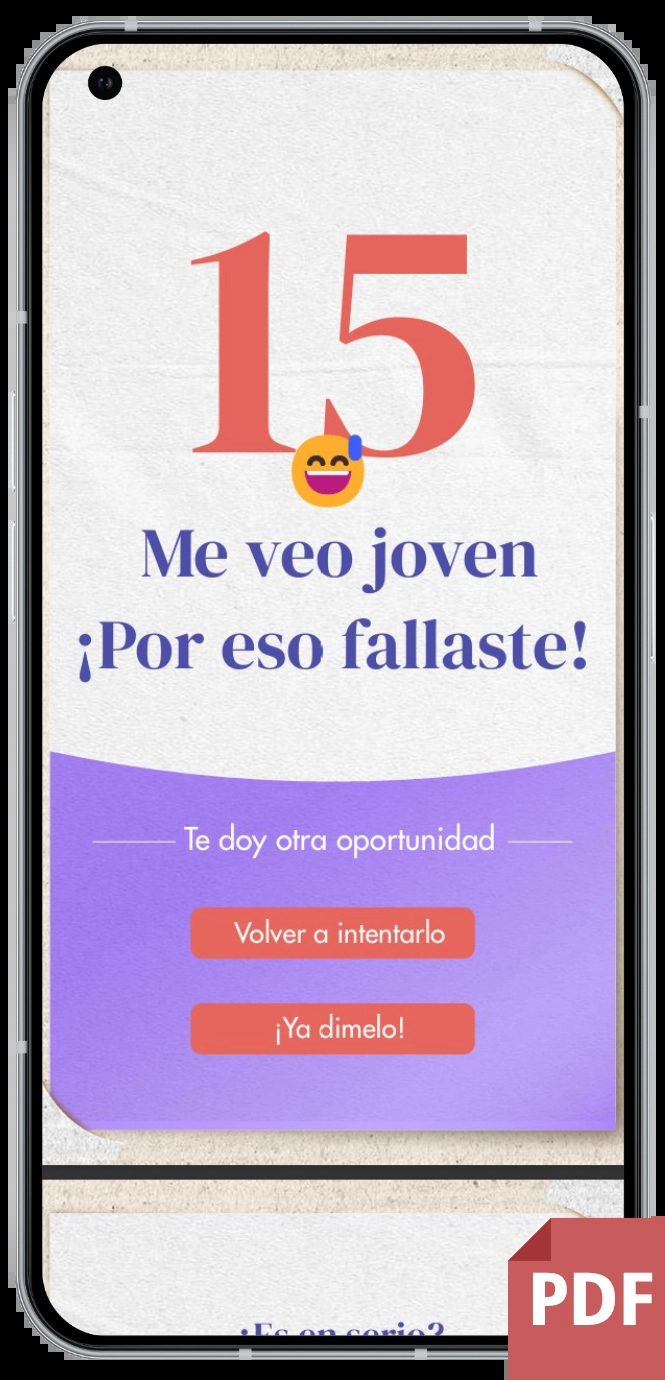 15
Me veo joven
¡Por eso fallaste!
Te doy otra oportunidad
Volver a intentarlo
¡Ya dimelo!
¿Es en serio?
PDF